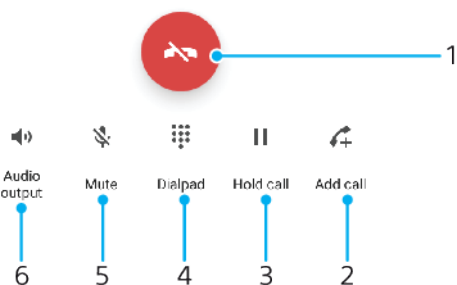 1
Audio
output
Mute
Dialpad
Hold call
Add call
6
5
4
3
2